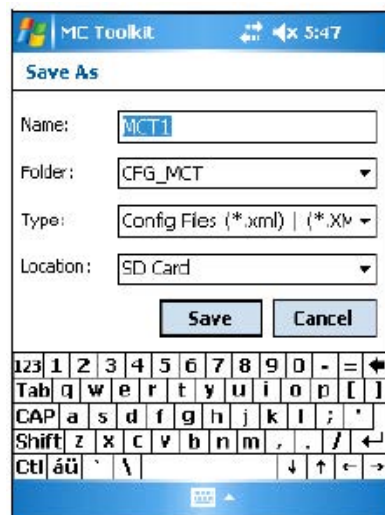 MC Toolkit 5:47
Save As
Name: MCT1
Folder: CFG_MCT
Type: Config Files (*.xml) | (*.XM
Location: SD Card
Save Cancel
123 1 2 3 4 5 6 7 8 9 0 - =
Tab q w e r t y u i o p [ ]
CAP a s d f g h j k l ; '
Shift z x c v b n m , . /
Ctl áü ` \